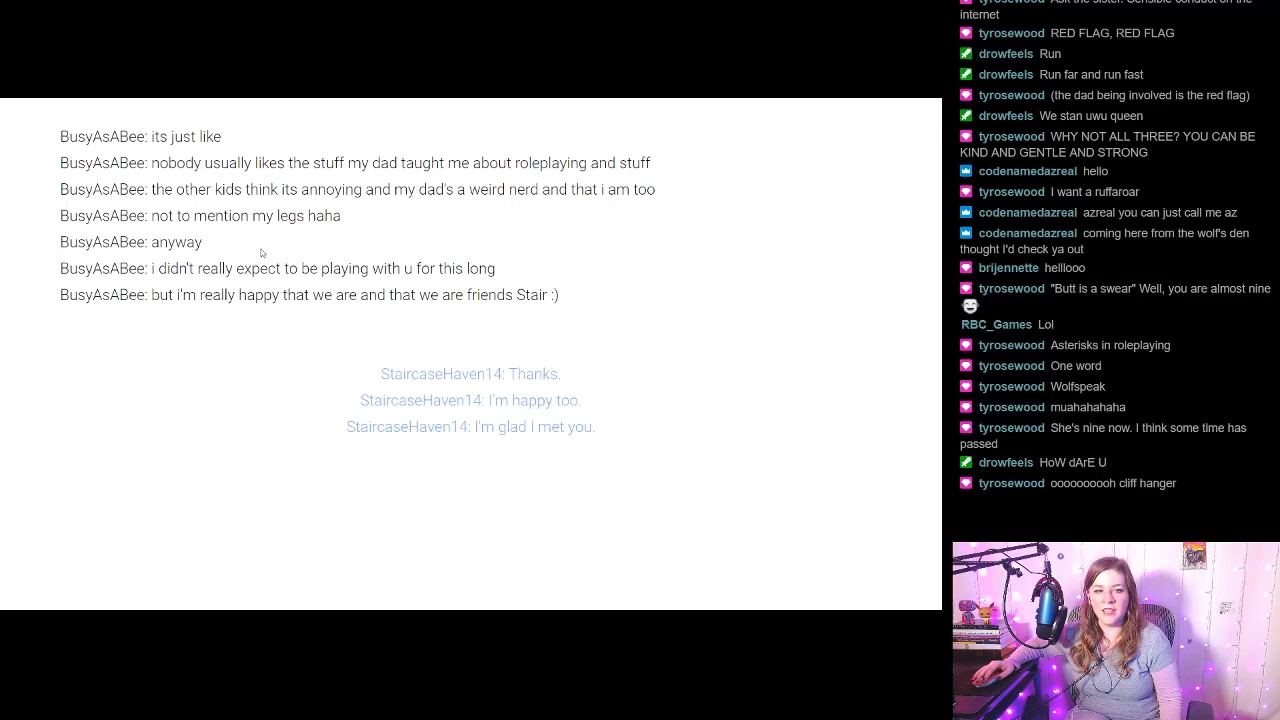 BusyAsABee: its just like
BusyAsABee: nobody usually likes the stuff my dad taught me about roleplaying and stuff
BusyAsABee: the other kids think its annoying and my dad's a weird nerd and that i am too
BusyAsABee: not to mention my legs haha
BusyAsABee: anyway
BusyAsABee: i didn't really expect to be playing with u for this long
BusyAsABee: but i'm really happy that we are and that we are friends Stair :)
StaircaseHaven14: Thanks.
StaircaseHaven14: I'm happy too.
StaircaseHaven14: I'm glad I met you.
tyrosewood Ask the sister. Sensible conduct on the
internet
tyrosewood RED FLAG, RED FLAG
drowfeels Run
drowfeels Run far and run fast
tyrosewood (the dad being involved is the red flag)
drowfeels We stan uwu queen
tyrosewood WHY NOT ALL THREE? YOU CAN BE
KIND AND GENTLE AND STRONG
codenamedazreal hello
tyrosewood I want a ruffaroar
codenamedazreal azreal you can just call me az
codenamedazreal coming here from the wolf's den
thought I'd check ya out
brijennette helllooo
tyrosewood "Butt is a swear" Well, you are almost nine
RBC_Games Lol
tyrosewood Asterisks in roleplaying
tyrosewood One word
tyrosewood Wolfspeak
tyrosewood muahahahaha
tyrosewood She's nine now. I think some time has
passed
drowfeels HoW dArE U
tyrosewood oooooooooh cliff hanger